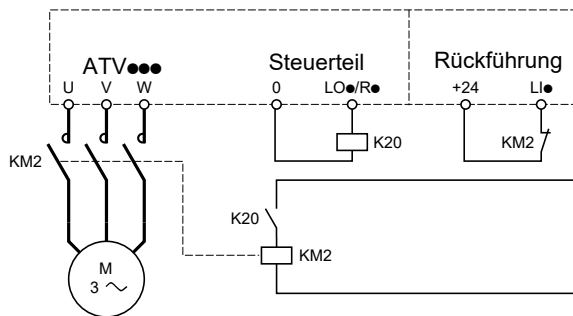 ATV●●●
Steuerteil
Rückführung
U
V
W
0
LO●/R●
+24
LI●
K20
KM2
KM2
K20
KM2
M
3 ~